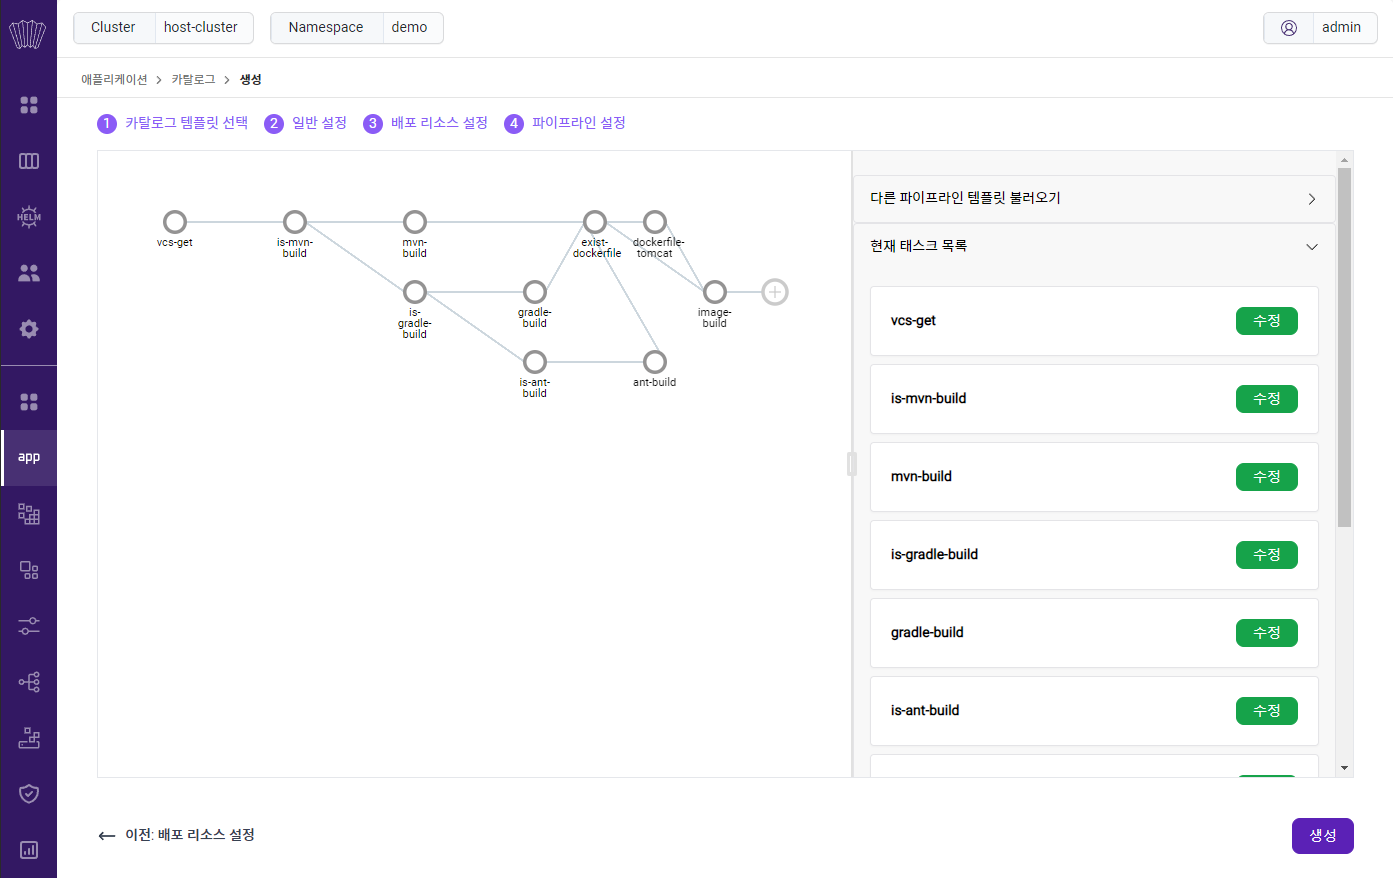 Cluster host-cluster Namespace demo admin
애플리케이션 > 카탈로그 > 생성
1 카탈로그 템플릿 선택 2 일반 설정 3 배포 리소스 설정 4 파이프라인 설정
HELM
app
vcs-get
is-mvn-
build
mvn-
build
exist-
dockerfile
dockerfile-
tomcat
is-
gradle-
build
gradle-
build
image-
build
is-ant-
build
ant-build
다른 파이프라인 템플릿 불러오기
현재 태스크 목록
vcs-get 수정
is-mvn-build 수정
mvn-build 수정
is-gradle-build 수정
gradle-build 수정
is-ant-build 수정
이전: 배포 리소스 설정
생성